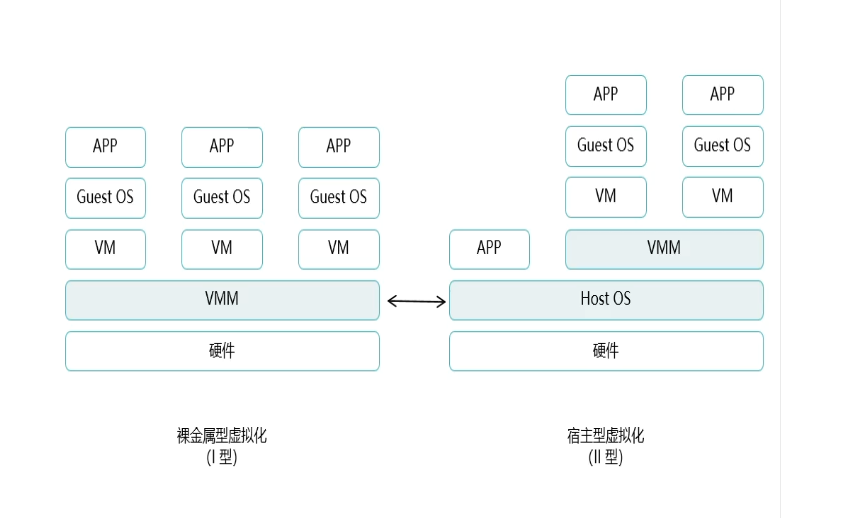 APP
APP
APP
Guest OS
Guest OS
Guest OS
VM
VM
VM
VMM
硬件
裸金属型虚拟化
(I 型)
APP
APP
Guest OS
Guest OS
VM
VM
APP
VMM
Host OS
硬件
宿主型虚拟化
(II 型)